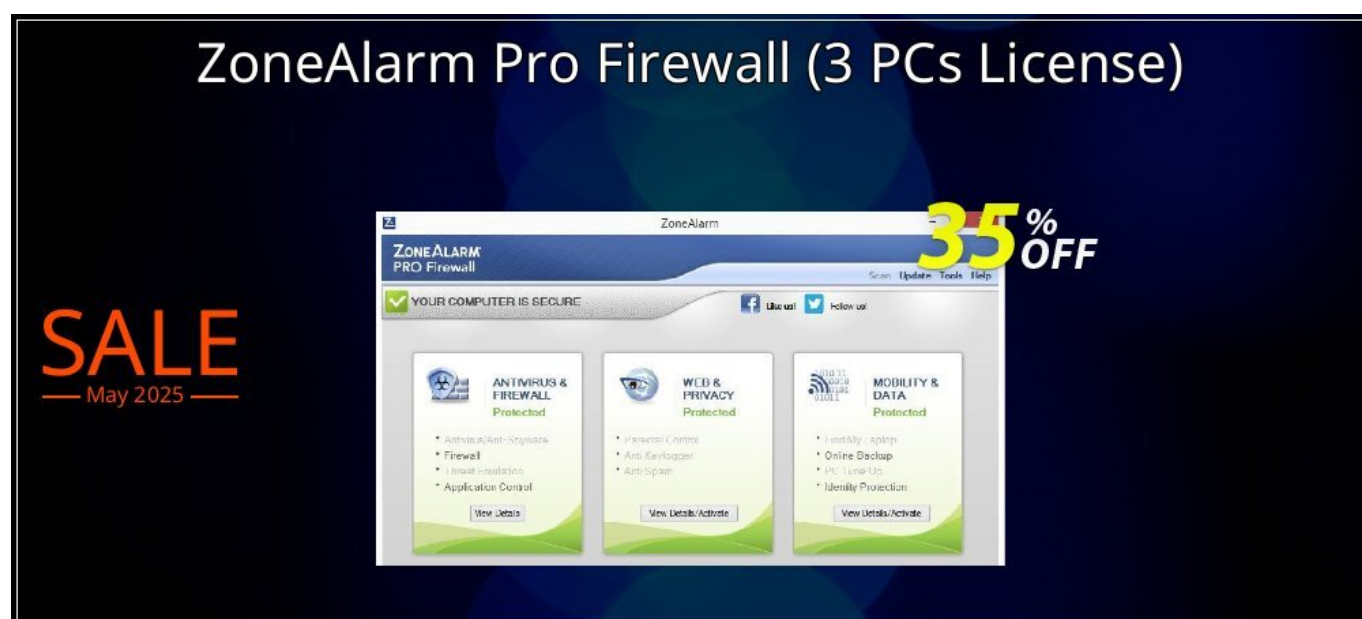 ZoneAlarm Pro Firewall (3 PCs License)
ZoneAlarm
35% OFF
ZONEALARM
PRO Firewall
Scan Update Tools Help
YOUR COMPUTER IS SECURE
Like us! Follow us!
SALE
May 2025
ANTIVIRUS & FIREWALL
Protected
Antivirus/Anti-Spyware
Firewall
Threat Emulation
Application Control
View Details
WEB & PRIVACY
Protected
Parental Control
Anti Keylogger
Anti-Spam
View Details/Activate
MOBILITY & DATA
Protected
Find My Laptop
Online Backup
PC Tune-Up
Identity Protection
View Details/Activate